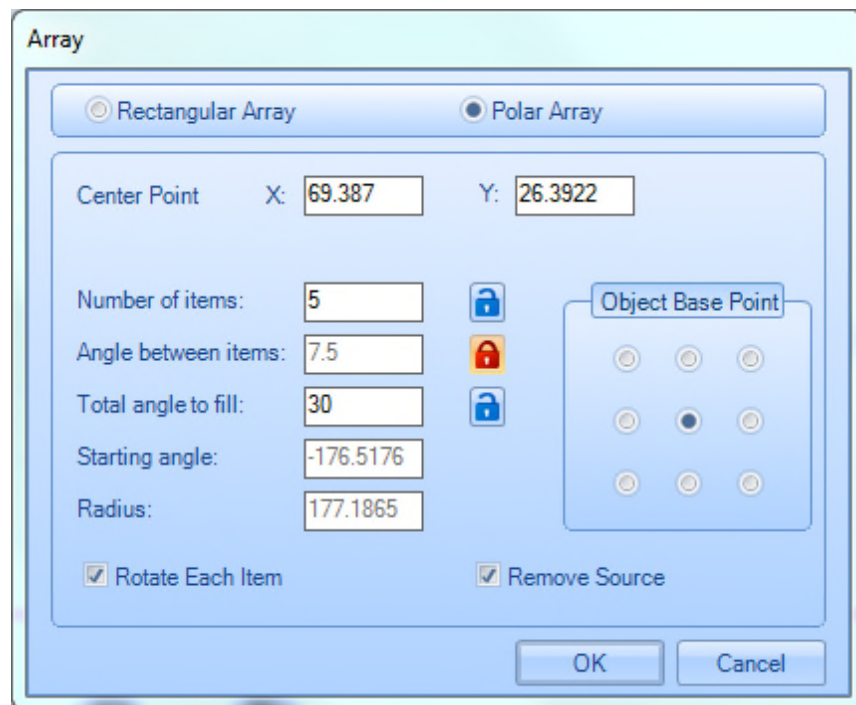 Array
Rectangular Array Polar Array
Center Point X: 69.387 Y: 26.3922
Number of items: 5
Object Base Point
Angle between items: 7.5
Total angle to fill: 30
Starting angle: -176.5176
Radius: 177.1865
Rotate Each Item Remove Source
OK Cancel